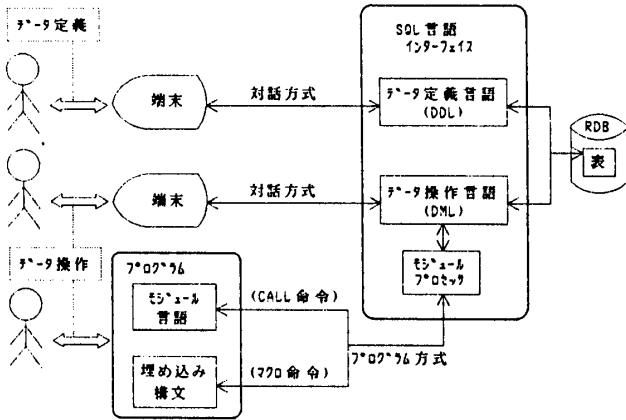 データ定義
SQL言語
インターフェイス
端末
対話方式
データ定義言語
(DDL)
RDB
表
端末
対話方式
データ操作言語
(DML)
データ操作
プログラム
モジュール
プロセッサ
モジュール
言語
(CALL命令)
プログラム方式
埋め込み
構文
(マクロ命令)